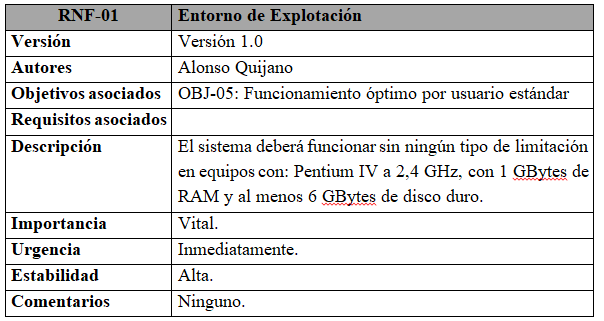 RNF-01 Entorno de Explotación
Versión Versión 1.0
Autores Alonso Quijano
Objetivos asociados OBJ-05: Funcionamiento óptimo por usuario estándar
Requisitos asociados
Descripción El sistema deberá funcionar sin ningún tipo de limitación
en equipos con: Pentium IV a 2,4 GHz, con 1 GBytes de
RAM y al menos 6 GBytes de disco duro.
Importancia Vital.
Urgencia Inmediatamente.
Estabilidad Alta.
Comentarios Ninguno.